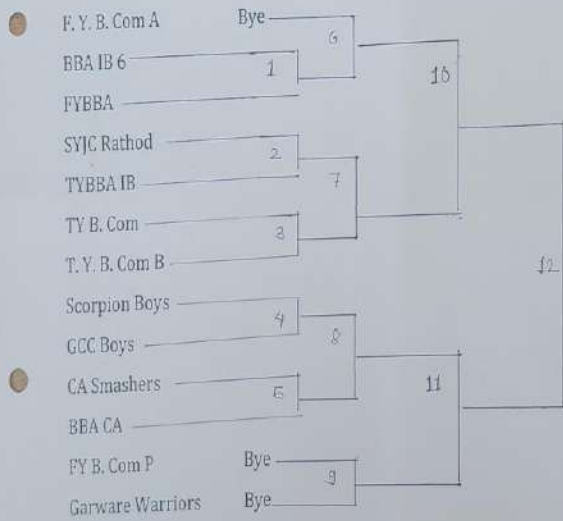 F. Y. B. Com A Bye
6
BBA IB 6
1
10
FYBBA
SYJC Rathod
2
TYBBA IB
7
TY B. Com
3
T. Y. B. Com B
12
Scorpion Boys
4
GCC Boys
8
CA Smashers
5
11
BBA CA
FY B. Com P Bye
9
Garware Warriors Bye